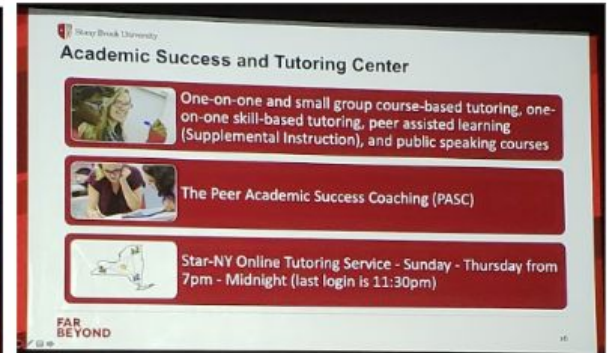 Stony Brook University
Academic Success and Tutoring Center
One-on-one and small group course-based tutoring, one-
on-one skill-based tutoring, peer assisted learning
(Supplemental Instruction), and public speaking courses
The Peer Academic Success Coaching (PASC)
Star-NY Online Tutoring Service - Sunday - Thursday from
7pm - Midnight (last login is 11:30pm)
FAR
BEYOND